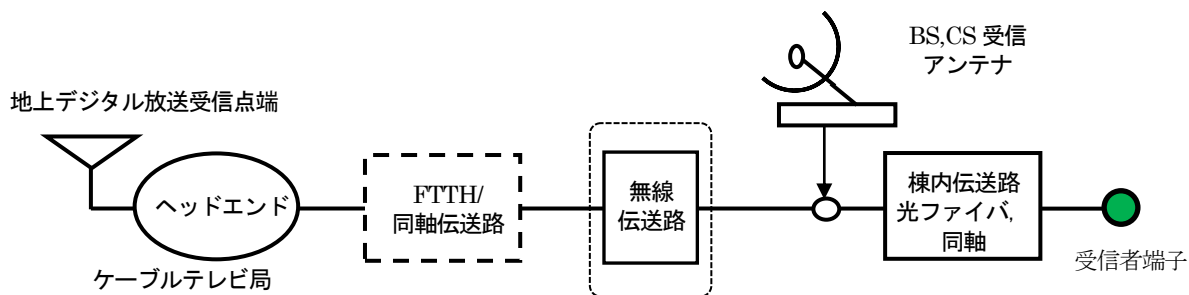 地上デジタル放送受信点端
ヘッドエンド
ケーブルテレビ局
FTTH/
同軸伝送路
無線
伝送路
BS,CS 受信
アンテナ
棟内伝送路
光ファイバ,
同軸
受信者端子